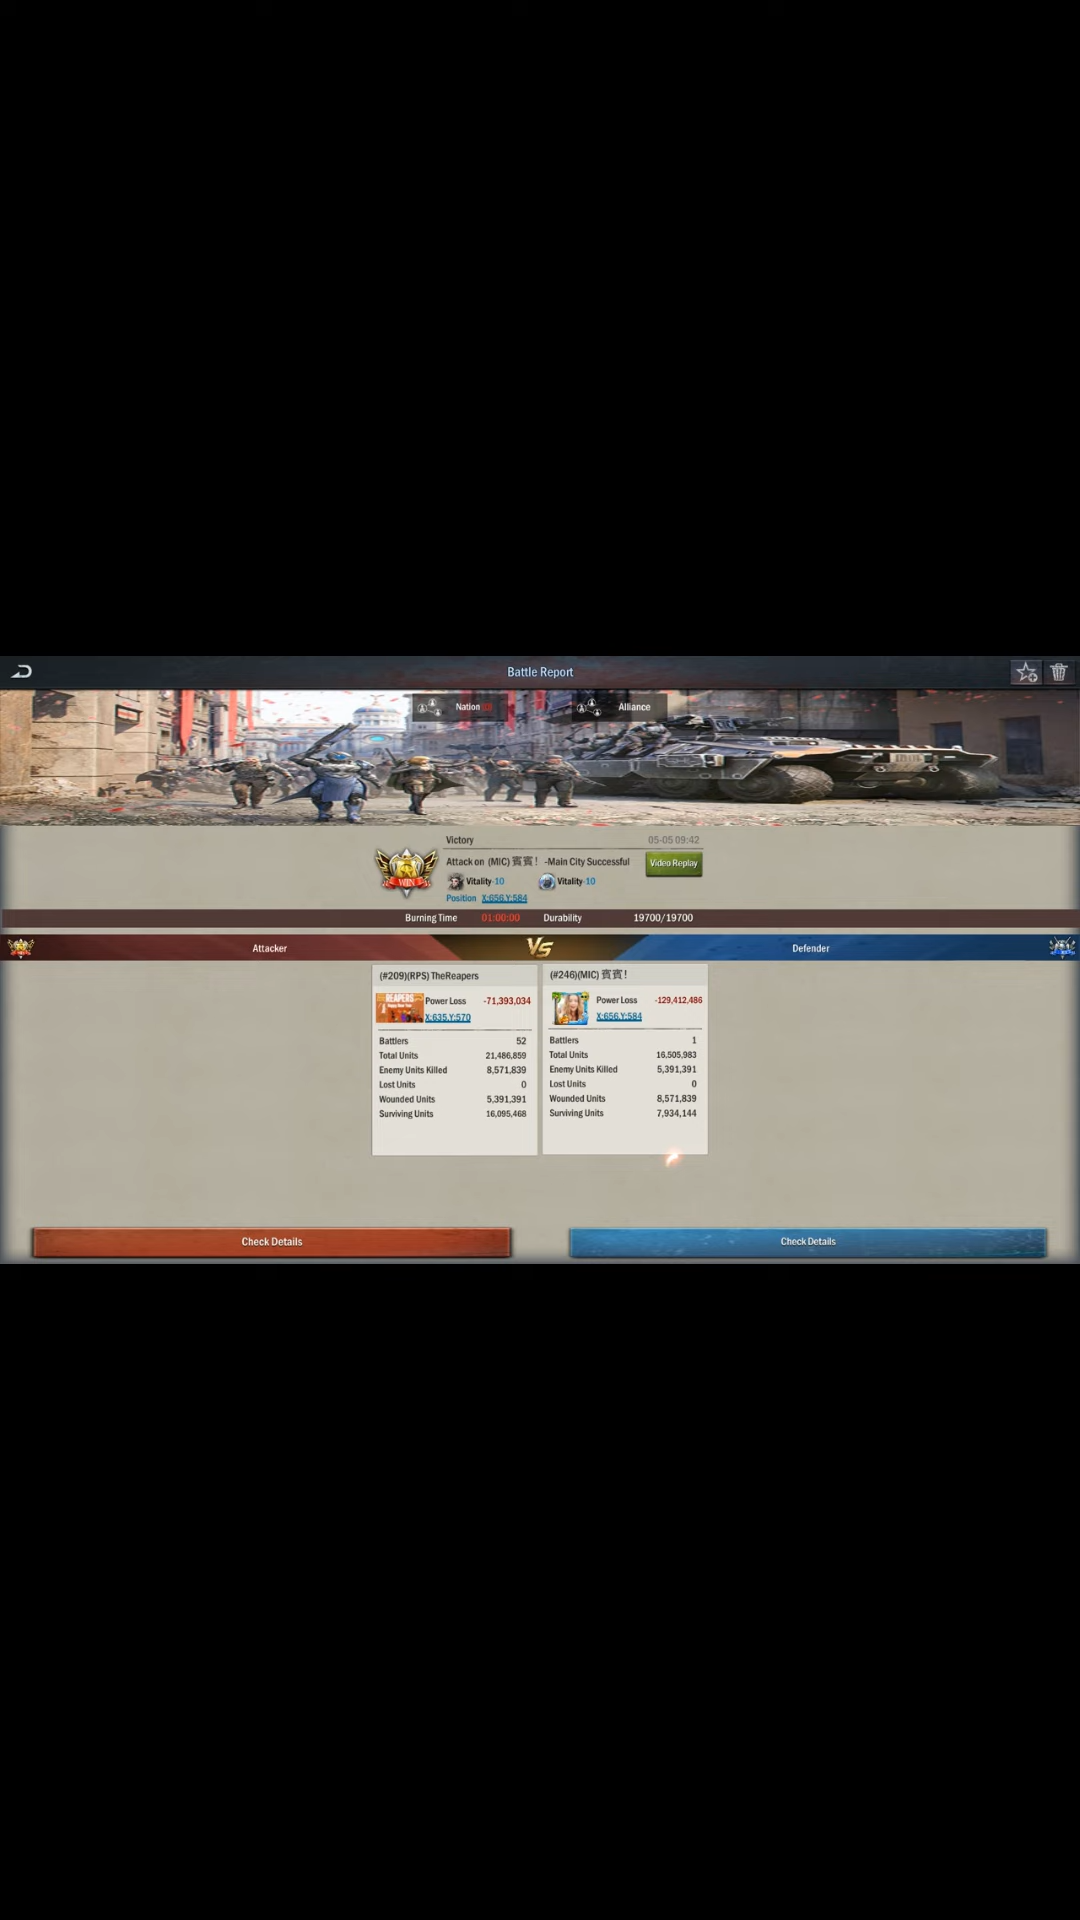 Battle Report
Nation
Alliance
Victory 05-05 09:42
Attack on (MIC) 賓賓! -Main City Successful
Video Replay
Vitality-10 Vitality-10
Position X:656,Y:584
Burning Time 01:00:00 Durability 19700/19700
Attacker VS Defender
(#209)(RPS) TheReapers
REAPERS
Power Loss -71,393,034
X:635,Y:570
Battlers 52
Total Units 21,486,859
Enemy Units Killed 8,571,839
Lost Units 0
Wounded Units 5,391,391
Surviving Units 16,095,468
(#246)(MIC) 賓賓!
Power Loss -129,412,486
X:656,Y:584
Battlers 1
Total Units 16,505,983
Enemy Units Killed 5,391,391
Lost Units 0
Wounded Units 8,571,839
Surviving Units 7,934,144
Check Details
Check Details